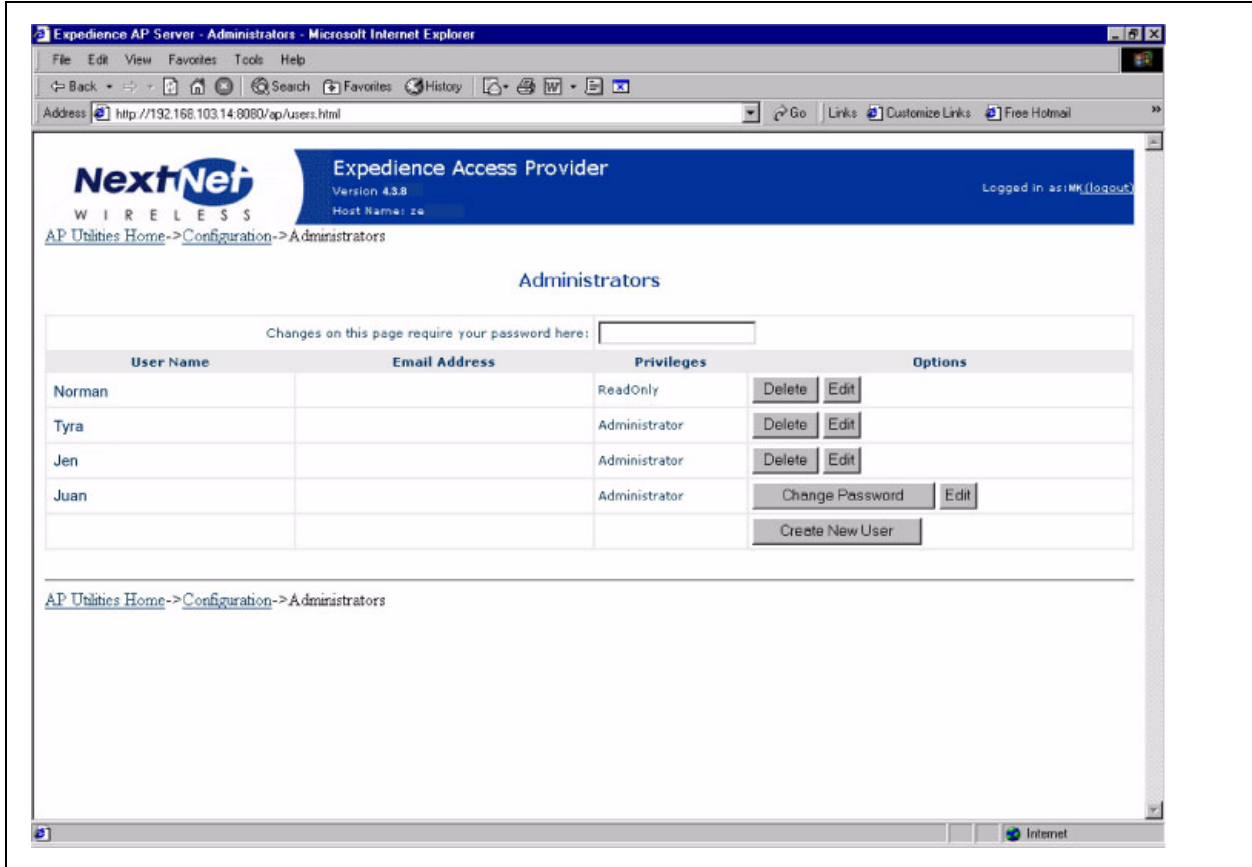 Expedience AP Server - Administrators - Microsoft Internet Explorer
File Edit View Favorites Tools Help
Back Search Favorites History
Address http://192.168.103.14:8080/ap/users.html Go Links Customize Links Free Hotmail »
NextNet
WIRELESS
Expedience Access Provider
Version 4.3.8
Host Name: ze
Logged in as:MK(logout)
AP Utilities Home->Configuration->Administrators
Administrators
Changes on this page require your password here:
User Name Email Address Privileges Options
Norman ReadOnly Delete Edit
Tyra Administrator Delete Edit
Jen Administrator Delete Edit
Juan Administrator Change Password Edit
Create New User
AP Utilities Home->Configuration->Administrators
Internet